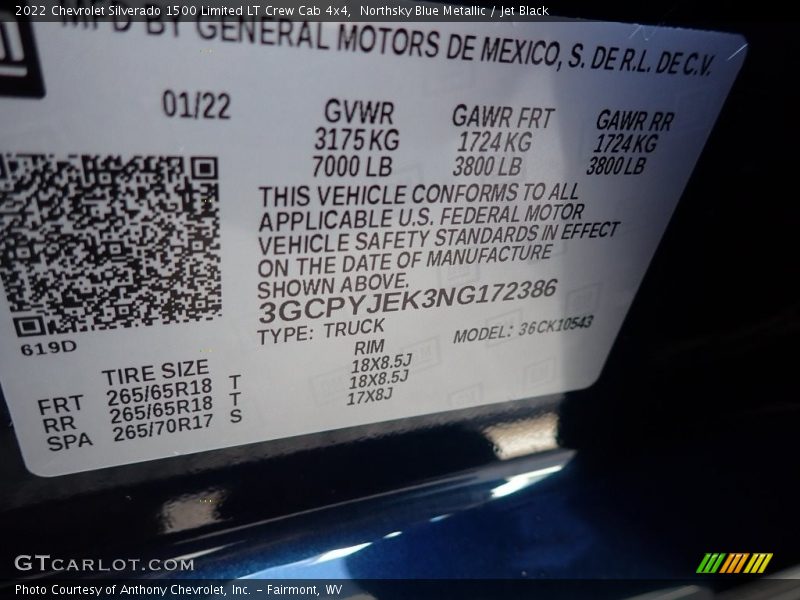 2022 Chevrolet Silverado 1500 Limited LT Crew Cab 4x4, Northsky Blue Metallic / Jet Black
MFD BY GENERAL MOTORS DE MEXICO, S. DE R.L. DE C.V.
01/22
GVWR GAWR FRT GAWR RR
3175 KG 1724 KG 1724 KG
7000 LB 3800 LB 3800 LB
THIS VEHICLE CONFORMS TO ALL
APPLICABLE U.S. FEDERAL MOTOR
VEHICLE SAFETY STANDARDS IN EFFECT
ON THE DATE OF MANUFACTURE
SHOWN ABOVE.
3GCPYJEK3NG172386
TYPE: TRUCK MODEL: 36CK10543
619D
TIRE SIZE RIM
FRT 265/65R18 T 18X8.5J
RR 265/65R18 T 18X8.5J
SPA 265/70R17 S 17X8J
GTCARLOT.COM
Photo Courtesy of Anthony Chevrolet, Inc. – Fairmont, WV